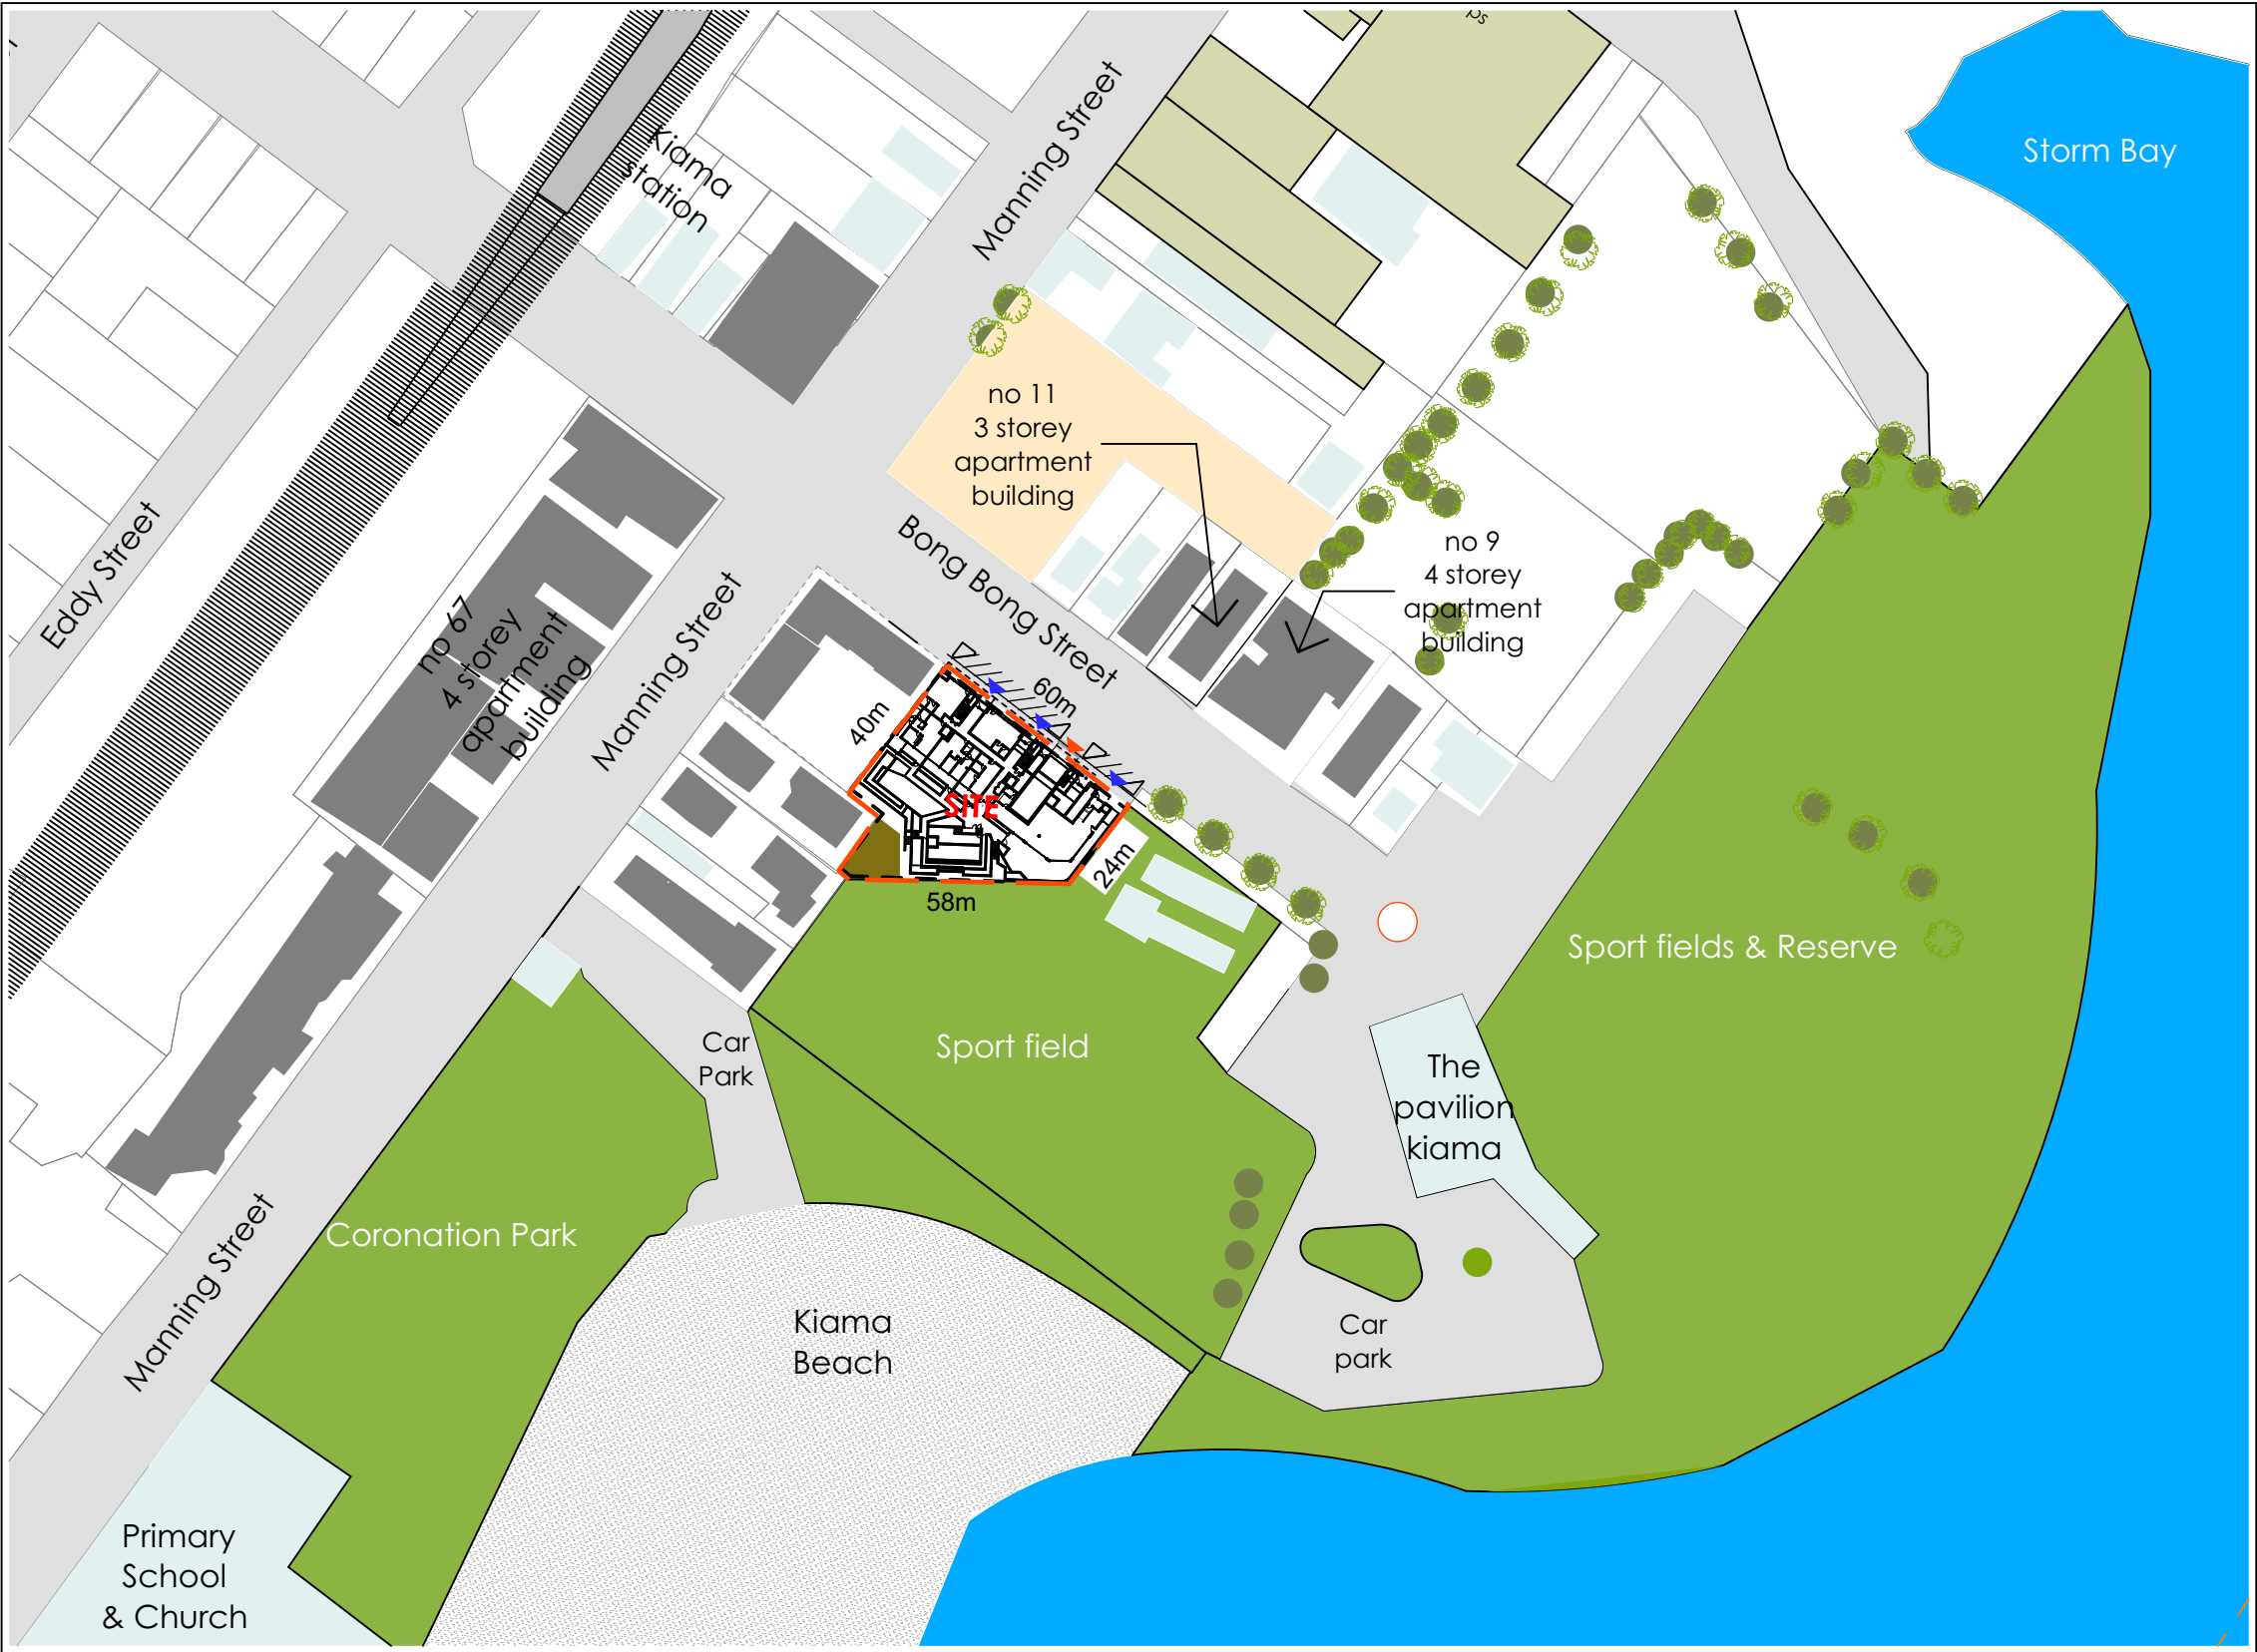 ps
Storm Bay
Kiama
station
Manning Street
no 11
3 storey
apartment
building
Eddy Street
no 67
4 storey
apartment
building
Manning Street
Bong Bong Street
no 9
4 storey
apartment
building
60m
40m
SITE
24m
58m
Sport fields & Reserve
Sport field
Car
Park
The
pavilion
kiama
Manning Street
Coronation Park
Kiama
Beach
Car
park
Primary
School
& Church